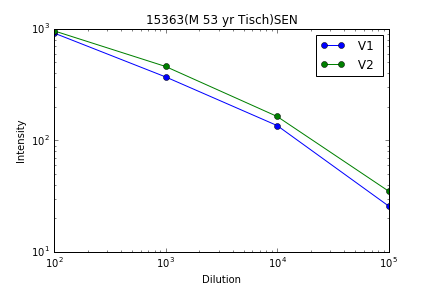 15363(M 53 yr Tisch)SEN
V1
V2
Intensity
10³
10²
10¹
10² 10³ 10⁴ 10⁵
Dilution